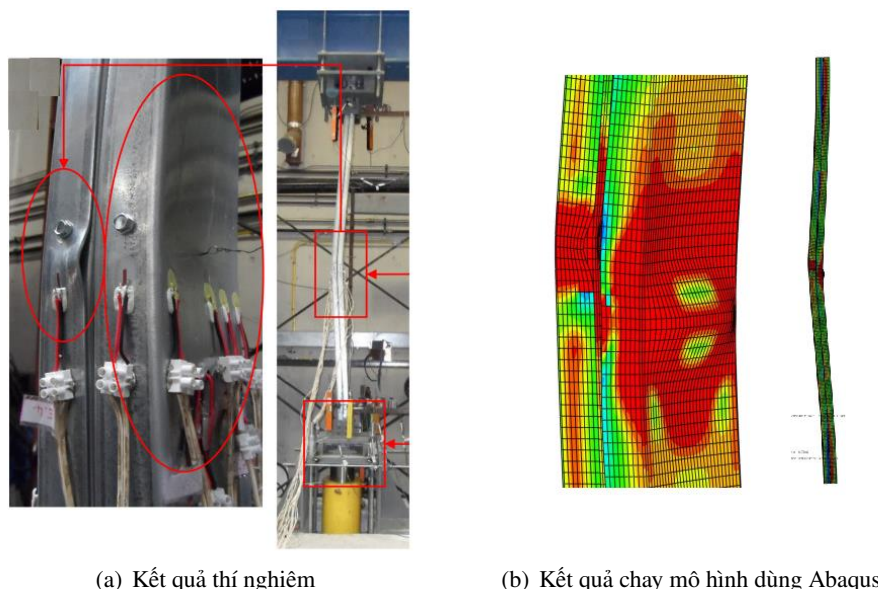 (a) Kết quả thí nghiệm
(b) Kết quả chạy mô hình dùng Abaqus